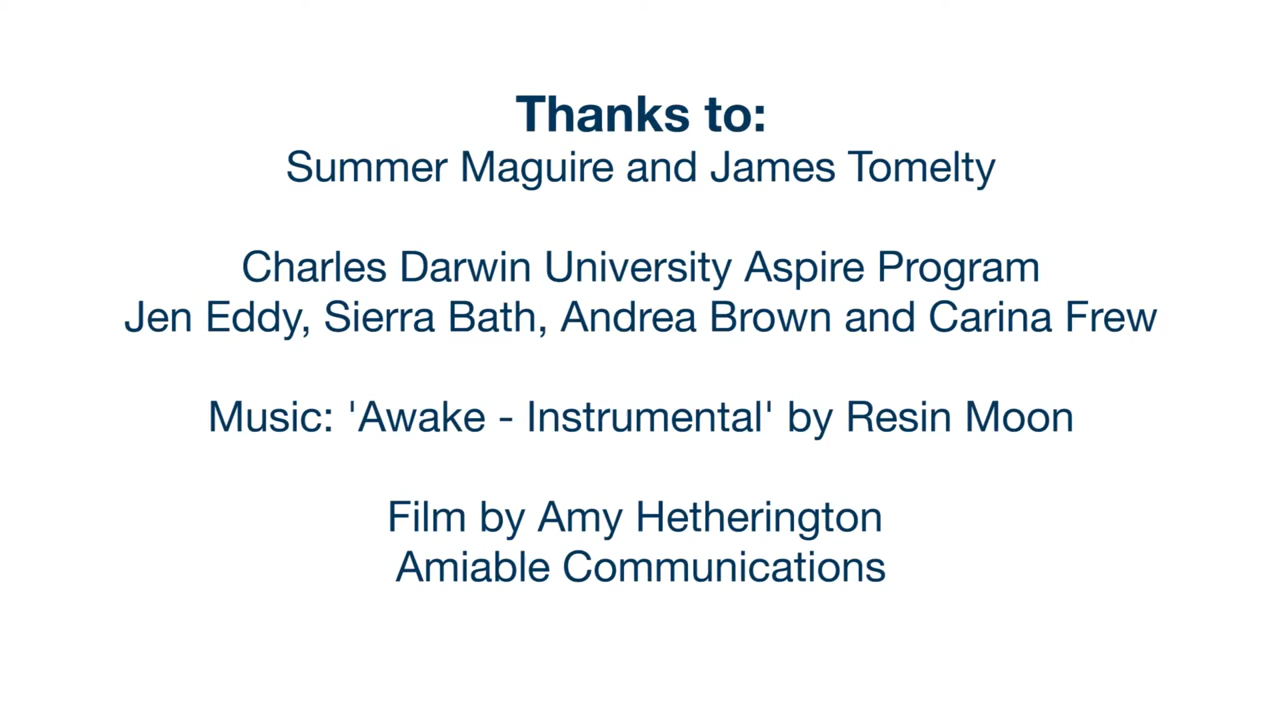 Thanks to:
Summer Maguire and James Tomelty
Charles Darwin University Aspire Program
Jen Eddy, Sierra Bath, Andrea Brown and Carina Frew
Music: 'Awake - Instrumental' by Resin Moon
Film by Amy Hetherington
Amiable Communications